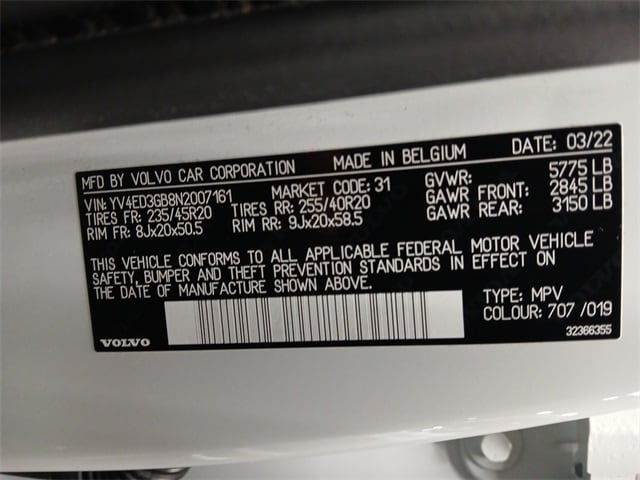 MFD BY VOLVO CAR CORPORATION MADE IN BELGIUM DATE: 03/22
VIN: YV4ED3GB8N2007161 MARKET CODE: 31 GVWR: 5775 LB
TIRES FR: 235/45R20 TIRES RR: 255/40R20 GAWR FRONT: 2845 LB
RIM FR: 8Jx20x50.5 RIM RR: 9Jx20x58.5 GAWR REAR: 3150 LB
THIS VEHICLE CONFORMS TO ALL APPLICABLE FEDERAL MOTOR VEHICLE
SAFETY, BUMPER AND THEFT PREVENTION STANDARDS IN EFFECT ON
THE DATE OF MANUFACTURE SHOWN ABOVE.
TYPE: MPV
COLOUR: 707 /019
VOLVO 32366355